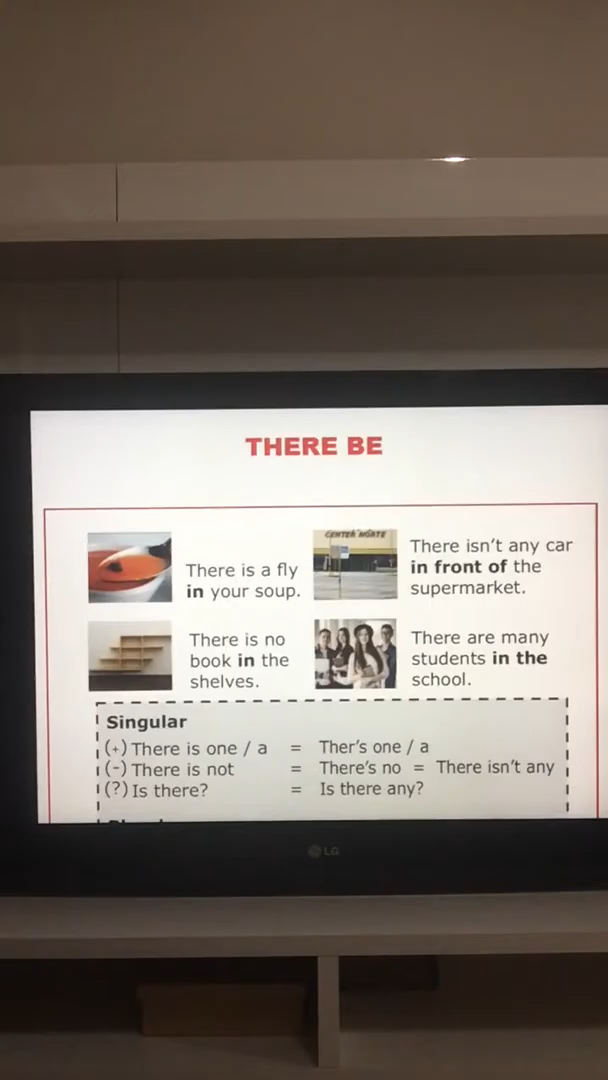 THERE BE
There is a fly
in your soup.
CENTER NORTE
There isn't any car
in front of the
supermarket.
There is no
book in the
shelves.
There are many
students in the
school.
Singular
(+) There is one / a = Ther's one / a
(-) There is not = There's no = There isn't any
(?) Is there? = Is there any?
LG